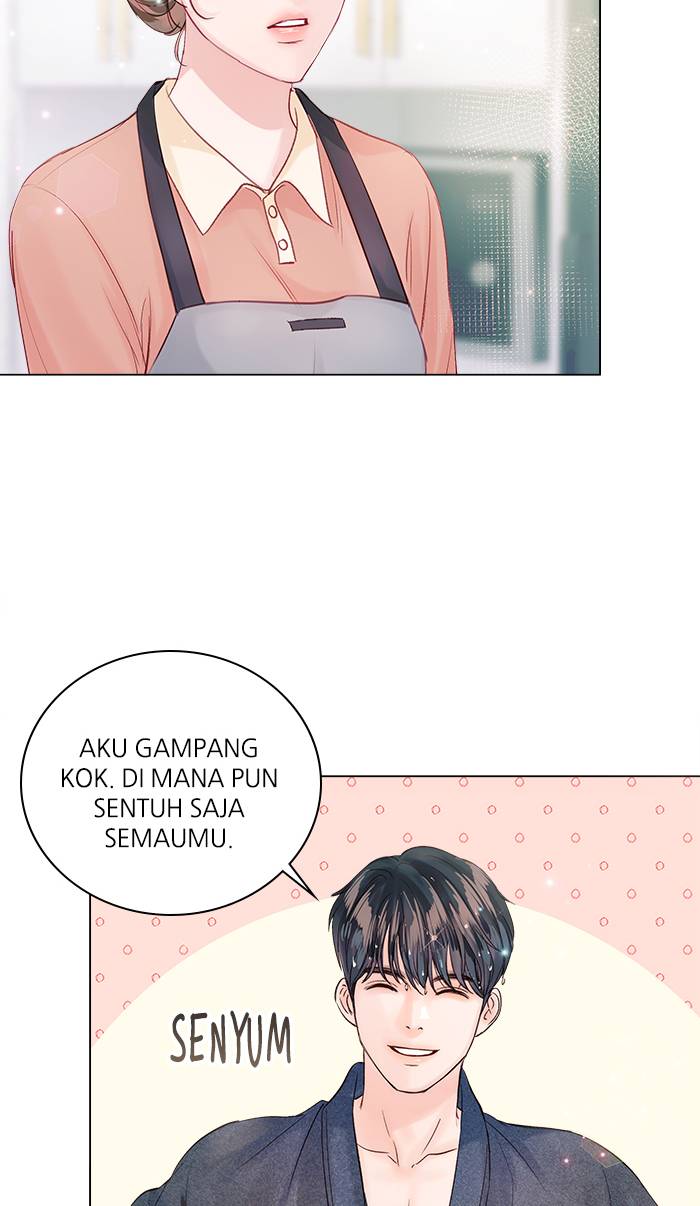 AKU GAMPANG
KOK. DI MANA PUN
SENTUH SAJA
SEMAUMU.
SENYUM